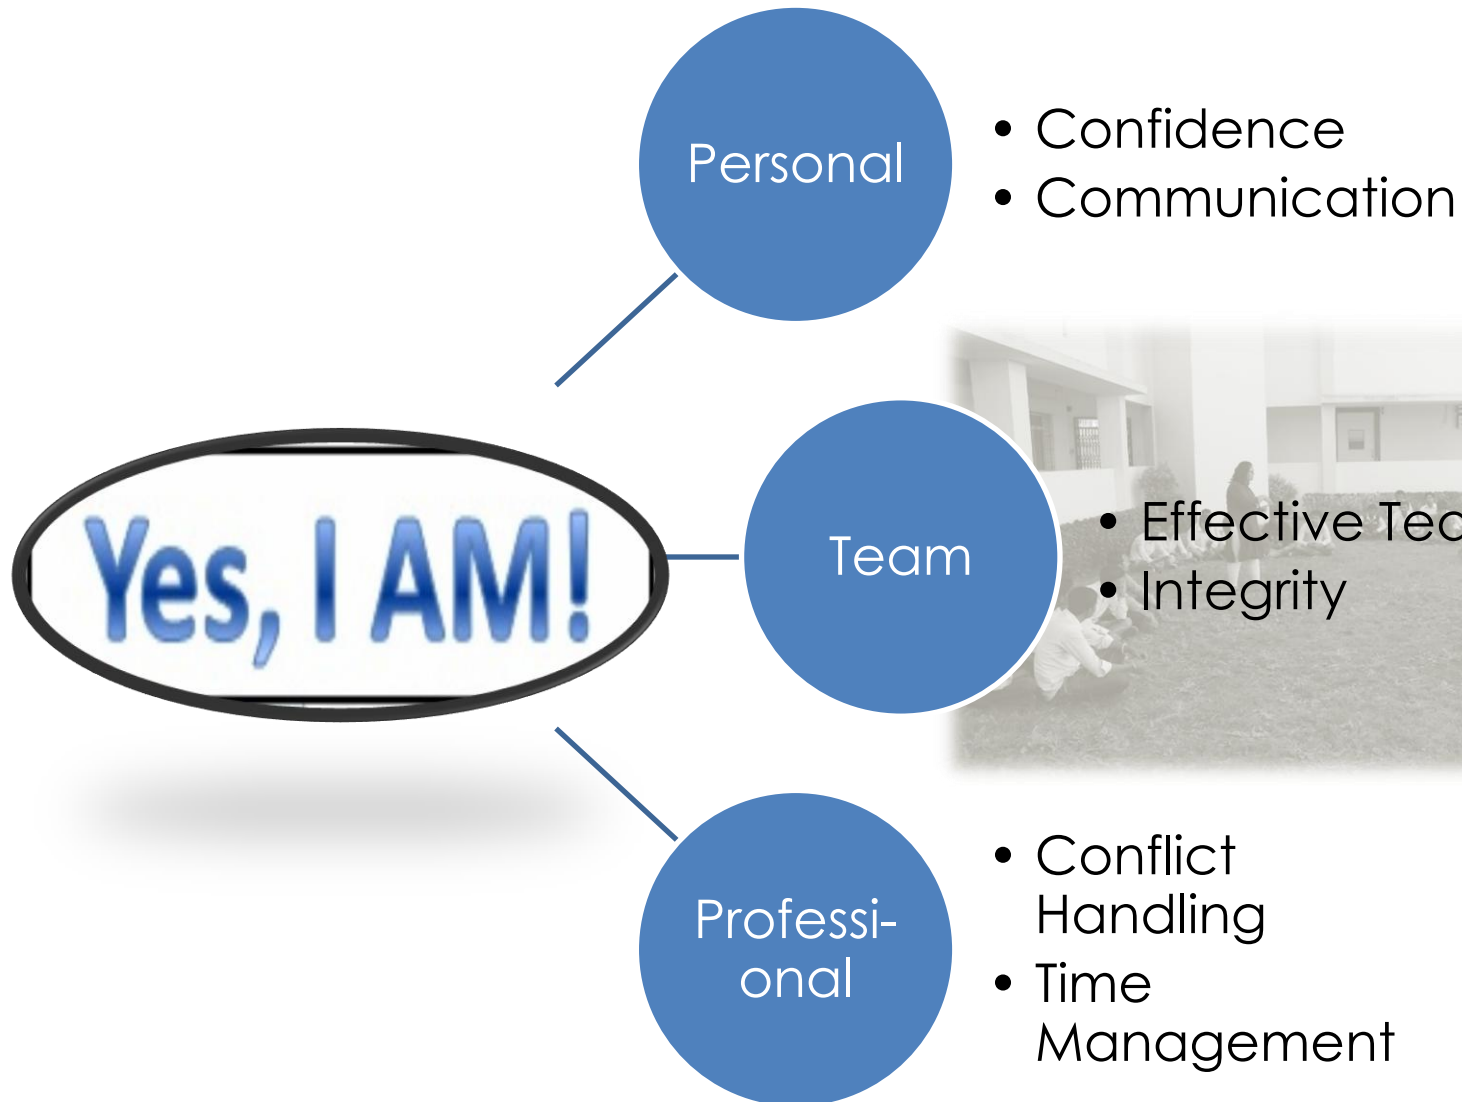 Personal
• Confidence
• Communication
Yes, I AM!
Team
• Effective
• Integrity
Professi-
onal
• Conflict
Handling
• Time
Management